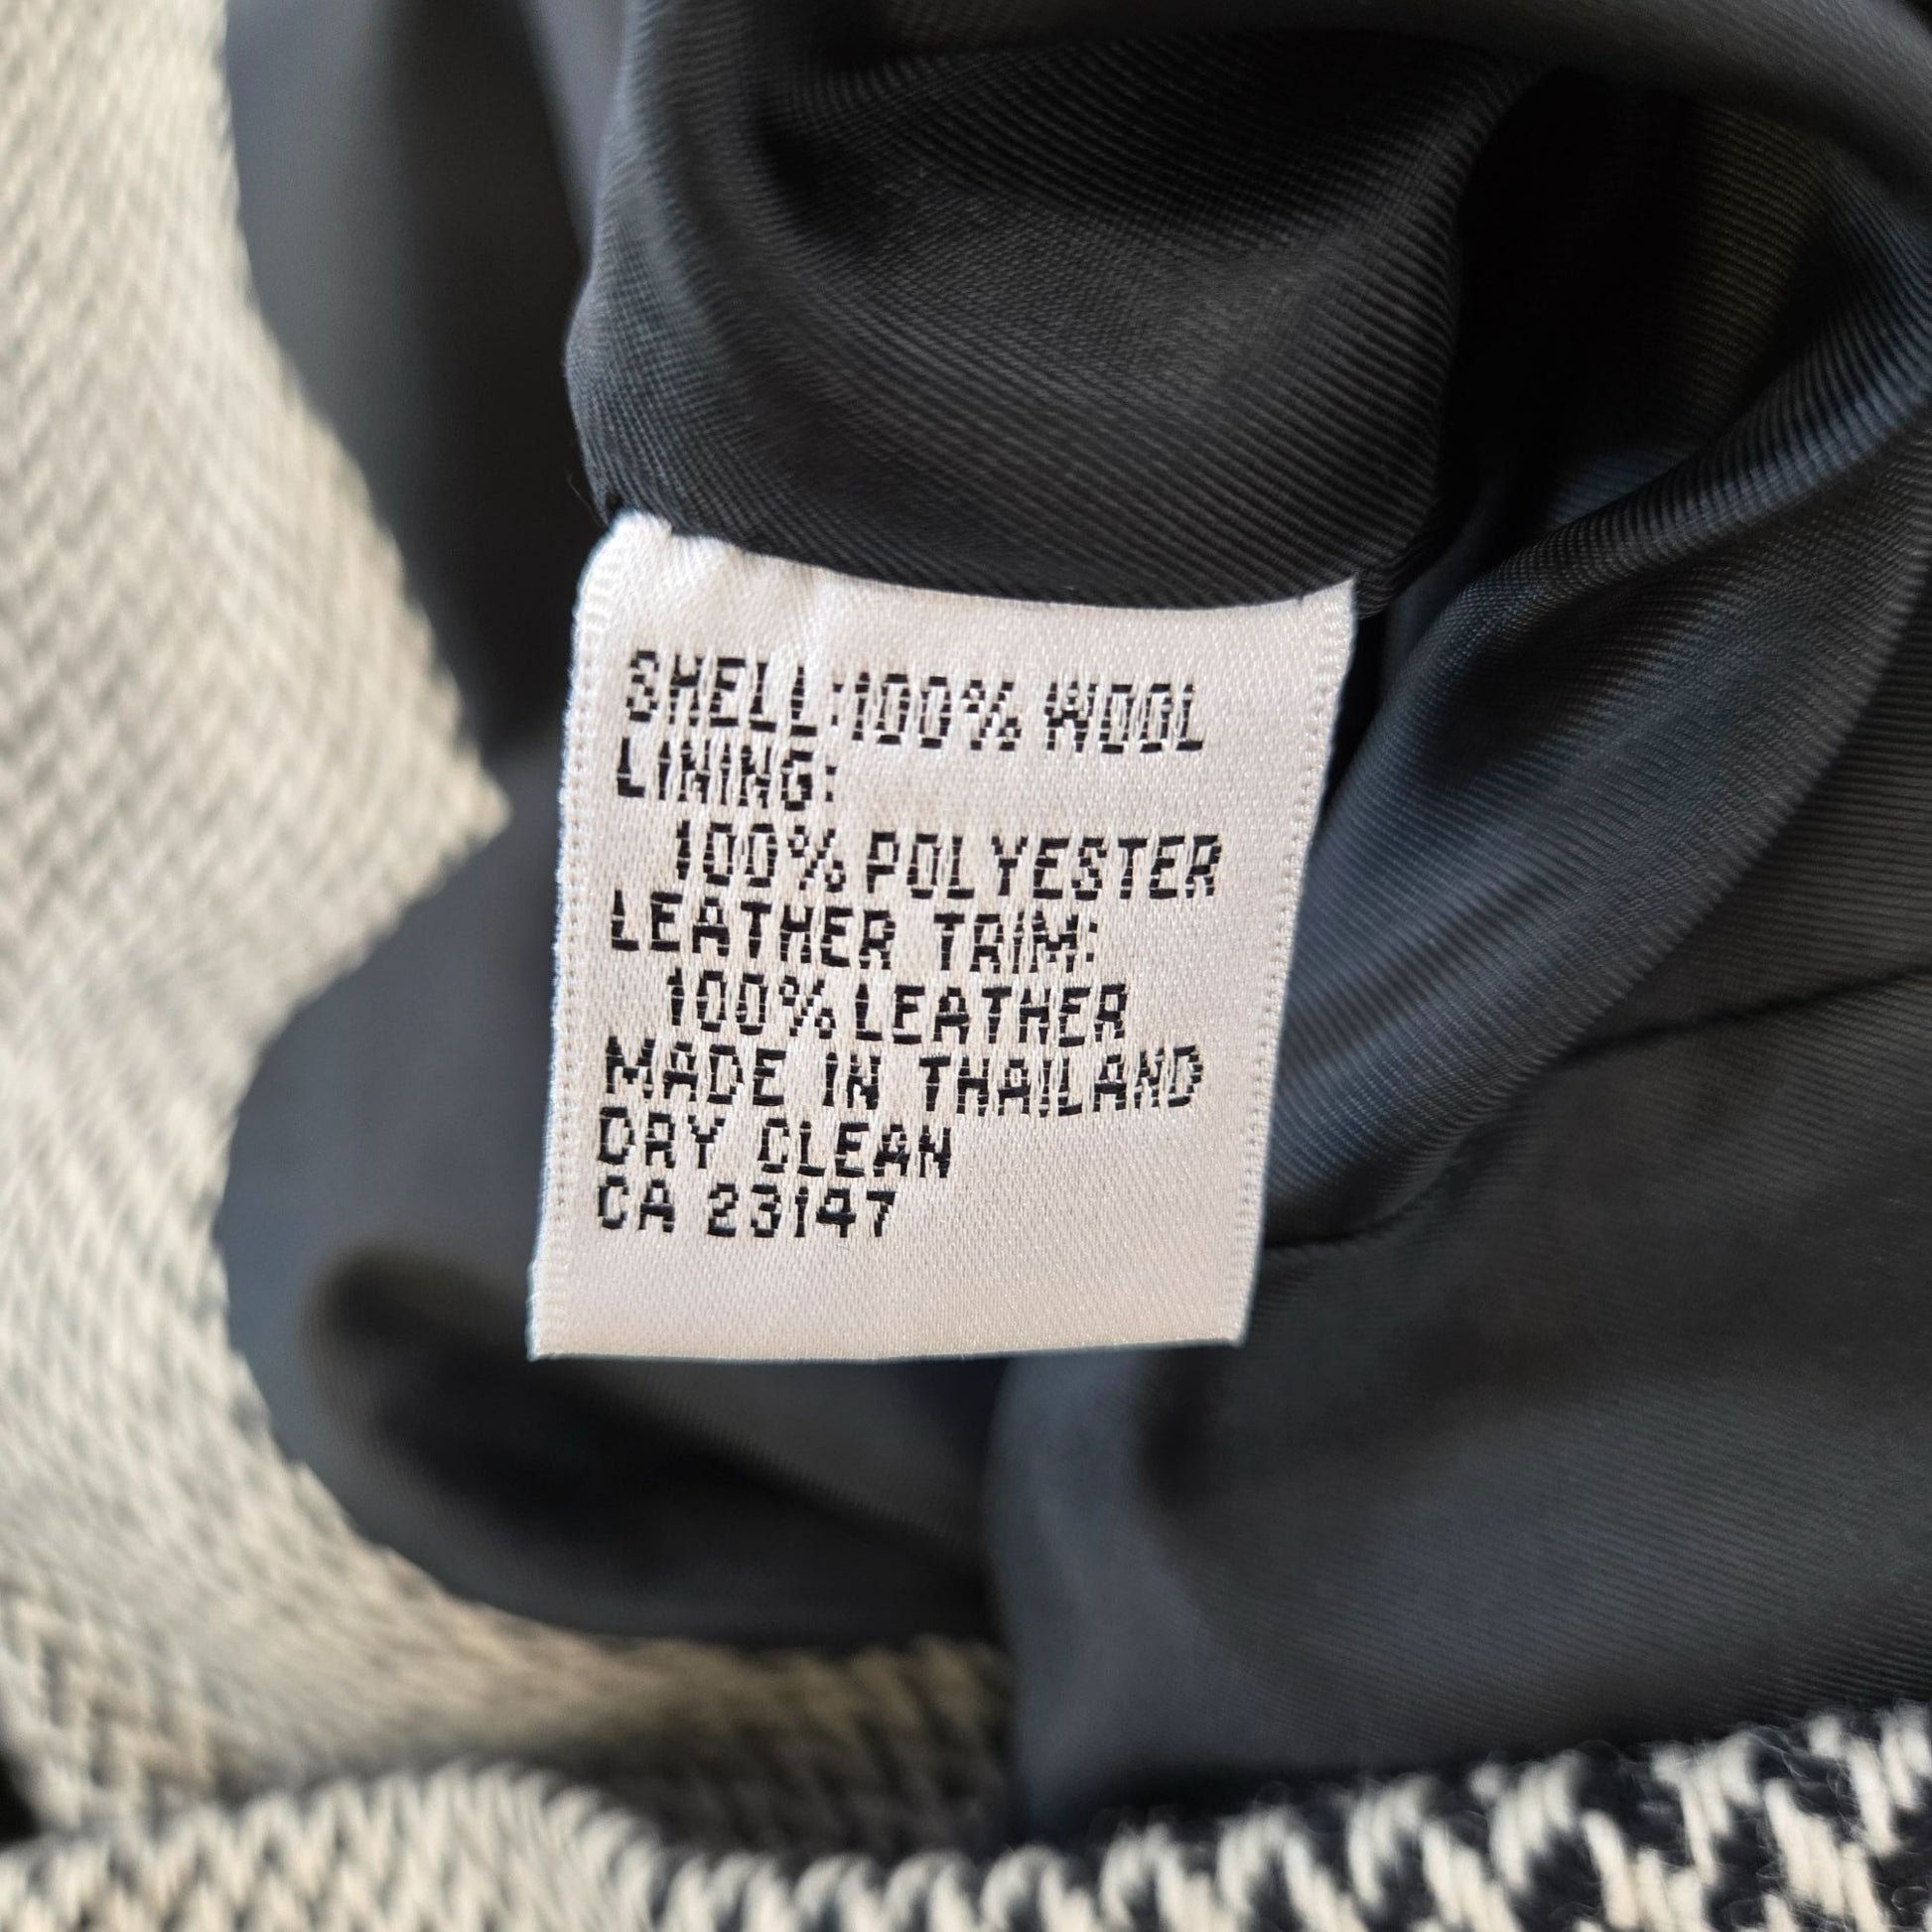 SHELL:100% WOOL
LINING:
100% POLYESTER
LEATHER TRIM:
100% LEATHER
MADE IN THAILAND
DRY CLEAN
CA 23147